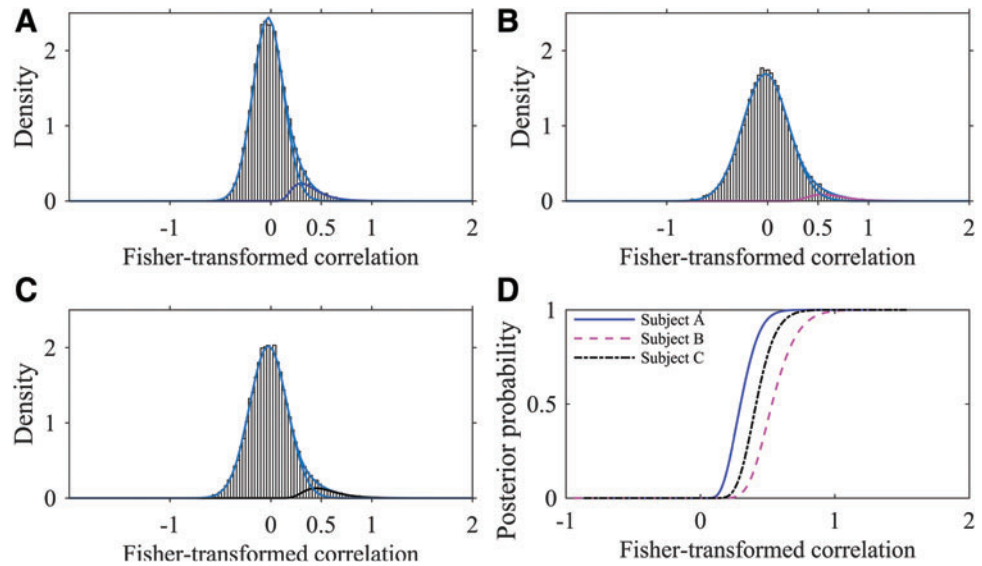 A
Density
2
1
0
-1 0 0.5 1 2
Fisher-transformed correlation
B
Density
2
1
0
-1 0 0.5 1 2
Fisher-transformed correlation
C
Density
2
1
0
-1 0 0.5 1 2
Fisher-transformed correlation
D
Posterior probability
1
0.5
0
Subject A
Subject B
Subject C
-1 0 1 2
Fisher-transformed correlation